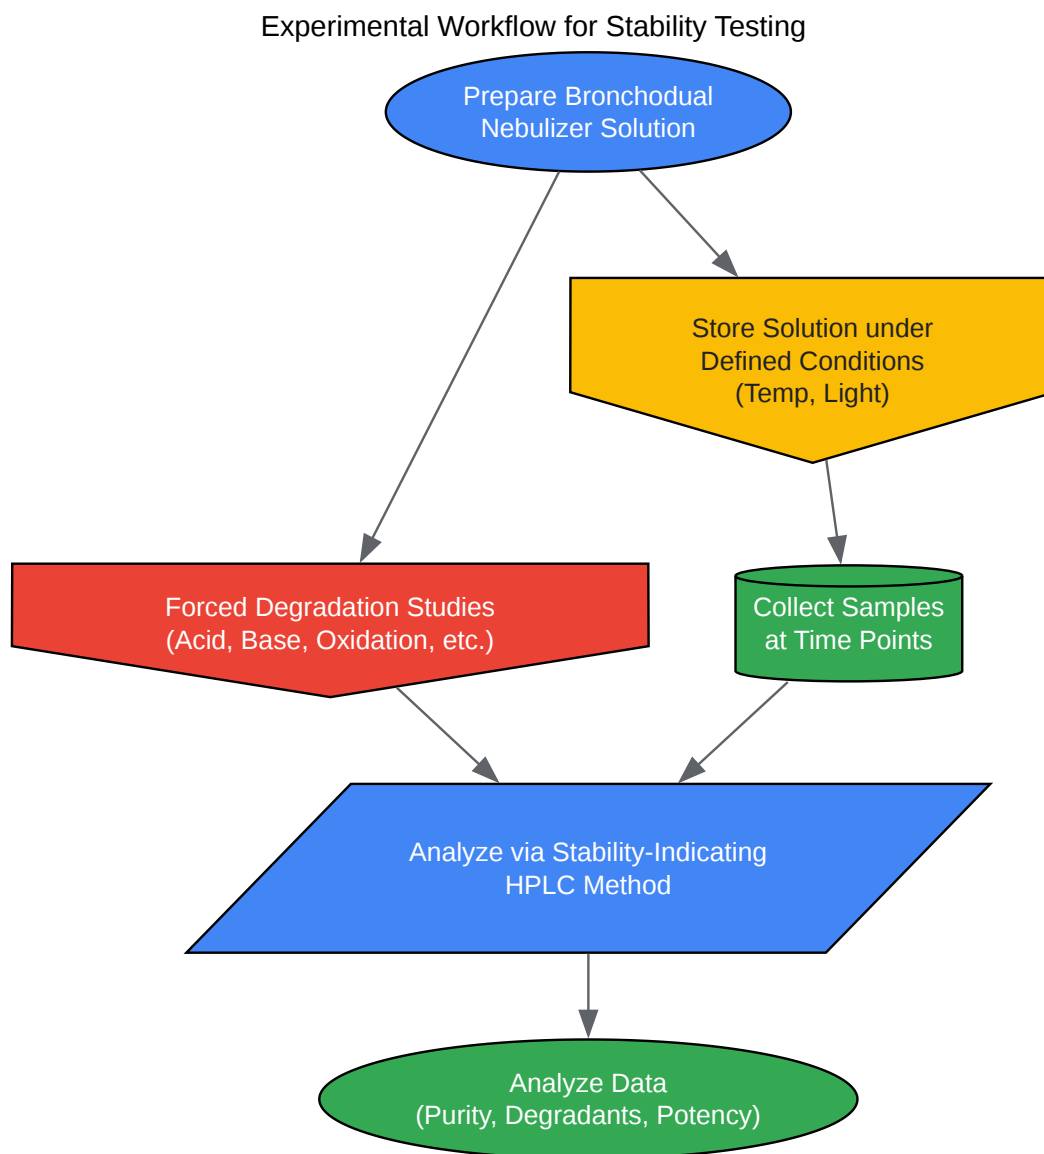 Experimental Workflow for Stability Testing
Prepare Bronchodual
Nebulizer Solution
Store Solution under
Defined Conditions
(Temp, Light)
Forced Degradation Studies
(Acid, Base, Oxidation, etc.)
Collect Samples
at Time Points
Analyze via Stability-Indicating
HPLC Method
Analyze Data
(Purity, Degradants, Potency)